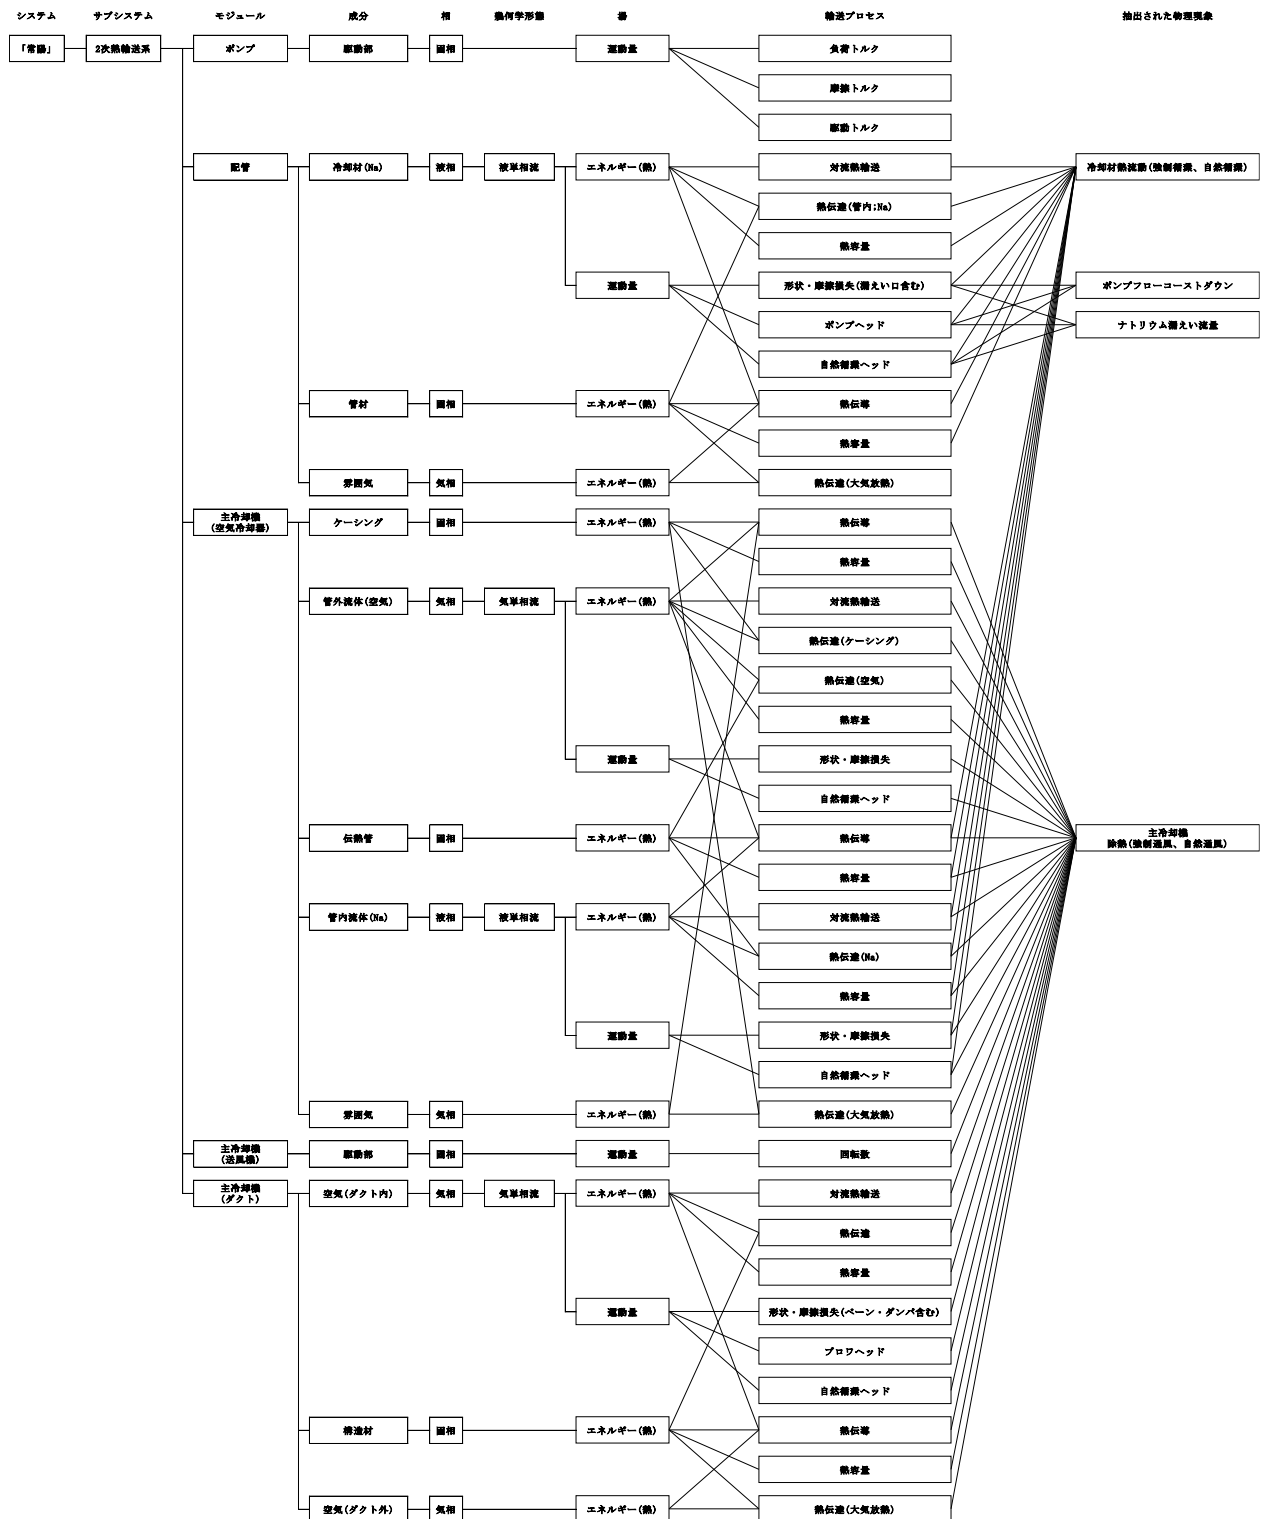 システム
サブシステム
モジュール
成分
相
幾何学形態
場
輸送プロセス
抽出された物理現象
「常陽」
2次熱輸送系
ポンプ
駆動部
固相
運動量
負荷トルク
摩擦トルク
駆動トルク
配管
冷却材(Na)
液相
液単相流
エネルギー(熱)
対流熱輸送
冷却材熱流動(強制循環、自然循環)
熱伝達(管内;Na)
熱容量
運動量
形状・摩擦損失(漏えい口含む)
ポンプフローコーストダウン
ポンプヘッド
ナトリウム漏えい流量
自然循環ヘッド
管材
固相
エネルギー(熱)
熱伝導
熱容量
雰囲気
気相
エネルギー(熱)
熱伝達(大気放熱)
主冷却機
(空気冷却器)
ケーシング
固相
エネルギー(熱)
熱伝導
熱容量
管外流体(空気)
気相
気単相流
エネルギー(熱)
対流熱輸送
熱伝達(ケーシング)
熱伝達(空気)
熱容量
運動量
形状・摩擦損失
自然循環ヘッド
伝熱管
固相
エネルギー(熱)
熱伝導
主冷却機
除熱(強制通風、自然通風)
熱容量
管内流体(Na)
液相
液単相流
エネルギー(熱)
対流熱輸送
熱伝達(Na)
熱容量
運動量
形状・摩擦損失
自然循環ヘッド
雰囲気
気相
エネルギー(熱)
熱伝達(大気放熱)
主冷却機
(送風機)
駆動部
固相
運動量
回転数
主冷却機
(ダクト)
空気(ダクト内)
気相
気単相流
エネルギー(熱)
対流熱輸送
熱伝達
熱容量
運動量
形状・摩擦損失(ベーン・ダンパ含む)
ブロワヘッド
自然循環ヘッド
構造材
固相
エネルギー(熱)
熱伝導
熱容量
空気(ダクト外)
気相
エネルギー(熱)
熱伝達(大気放熱)